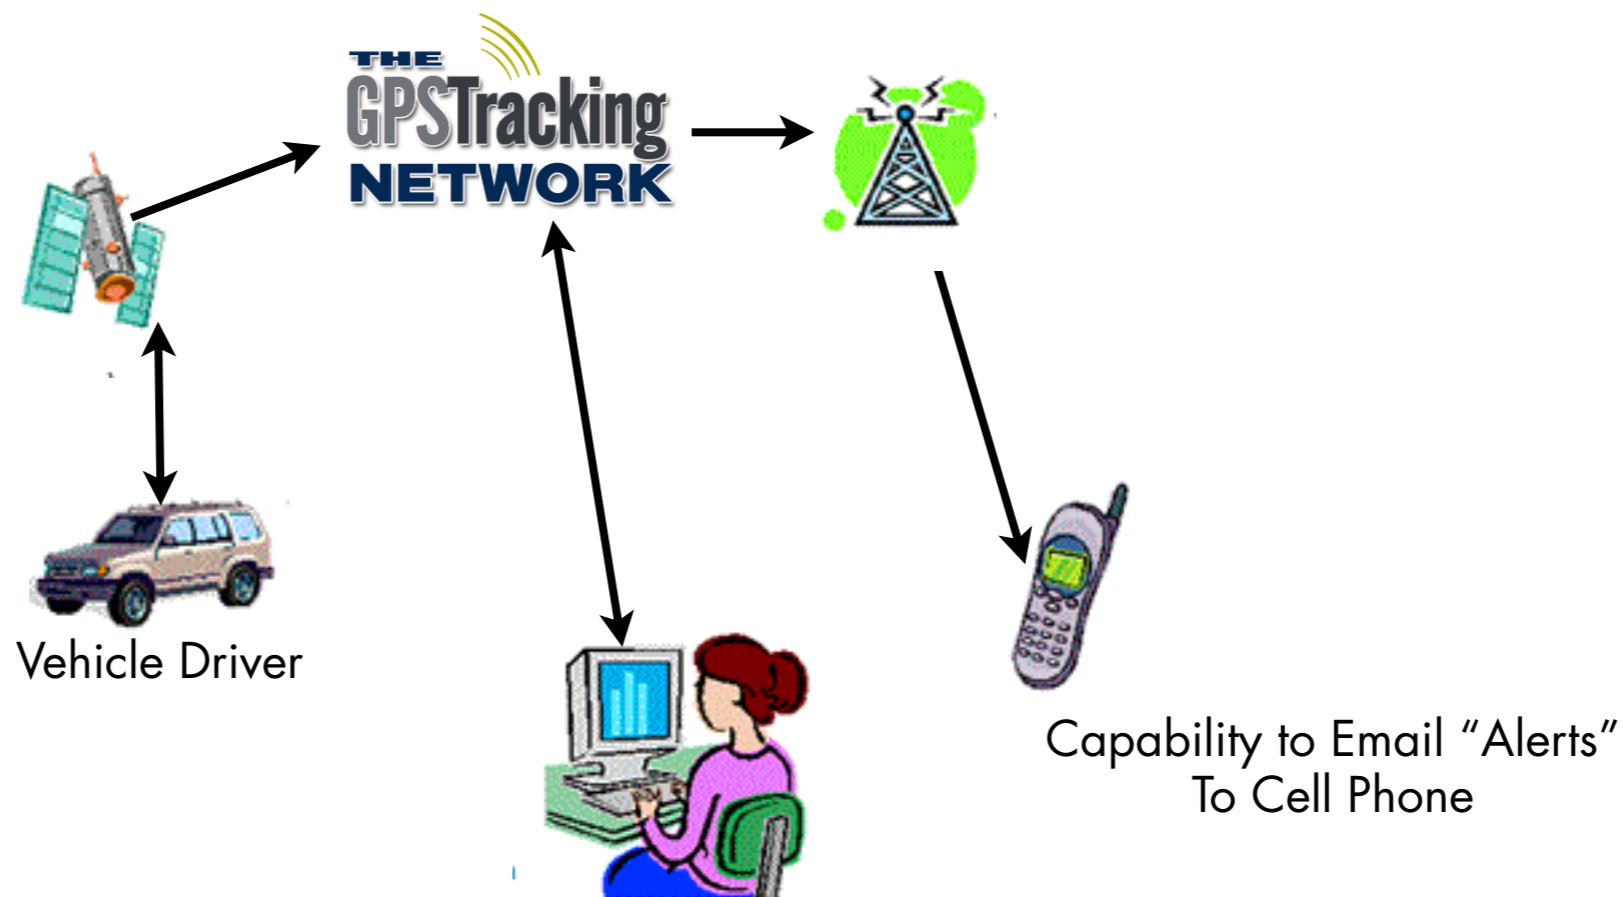 THE
GPSTracking
NETWORK
Vehicle Driver
Capability to Email “Alerts”
To Cell Phone